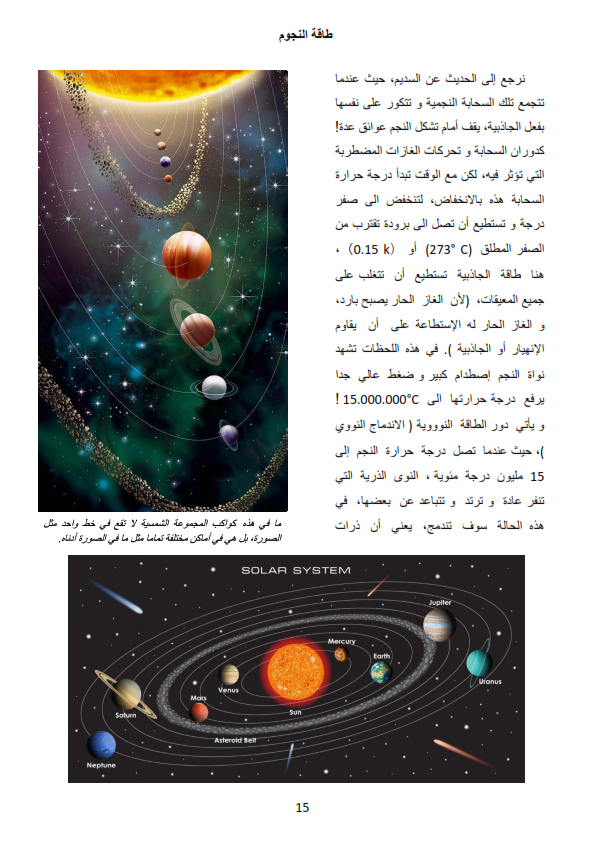 طاقة النجوم
نرجع إلى الحديث عن السديم، حيث عندما
تتجمع تلك السحابة النجمية و تتكور على نفسها
بفعل الجاذبية، يقف أمام تشكل النجم عوائق عدة!
كدوران السحابة و تحركات الغازات المضطربة
التي تؤثر فيه، لكن مع الوقت تبدأ درجة حرارة
السحابة هذه بالانخفاض، لتنخفض الى صفر
درجة و تستطيع أن تصل الى برودة تقترب من
الصفر المطلق (273° C) أو (0.15 k) ،
هنا طاقة الجاذبية تستطيع أن تتغلب على
جميع المعيقات، (لأن الغاز الحار يصبح بارد،
و الغاز الحار له الإستطاعة على أن يقاوم
الإنهيار أو الجاذبية ). في هذه اللحظات تشهد
نواة النجم إصطدام كبير و ضغط عالي جدا
يرفع درجة حرارتها الى 15.000.000°C !
و يأتي دور الطاقة النوووية ( الاندماج النووي
)، حيث عندما تصل درجة حرارة النجم إلى
15 مليون درجة مئوية ، النوى الذرية التي
تنفر عادة و ترتد و تتباعد عن بعضها، في
هذه الحالة سوف تندمج، يعني أن ذرات
ما في هذه كواكب المجموعة الشمسية لا تقع في خط واحد مثل
الصورة، بل هي في أماكن مختلفة تماما مثل ما في الصورة أدناه.
SOLAR SYSTEM
Jupiter
Mercury
Earth
Uranus
Venus
Mars
Sun
Saturn
Asteroid Belt
Neptune
15